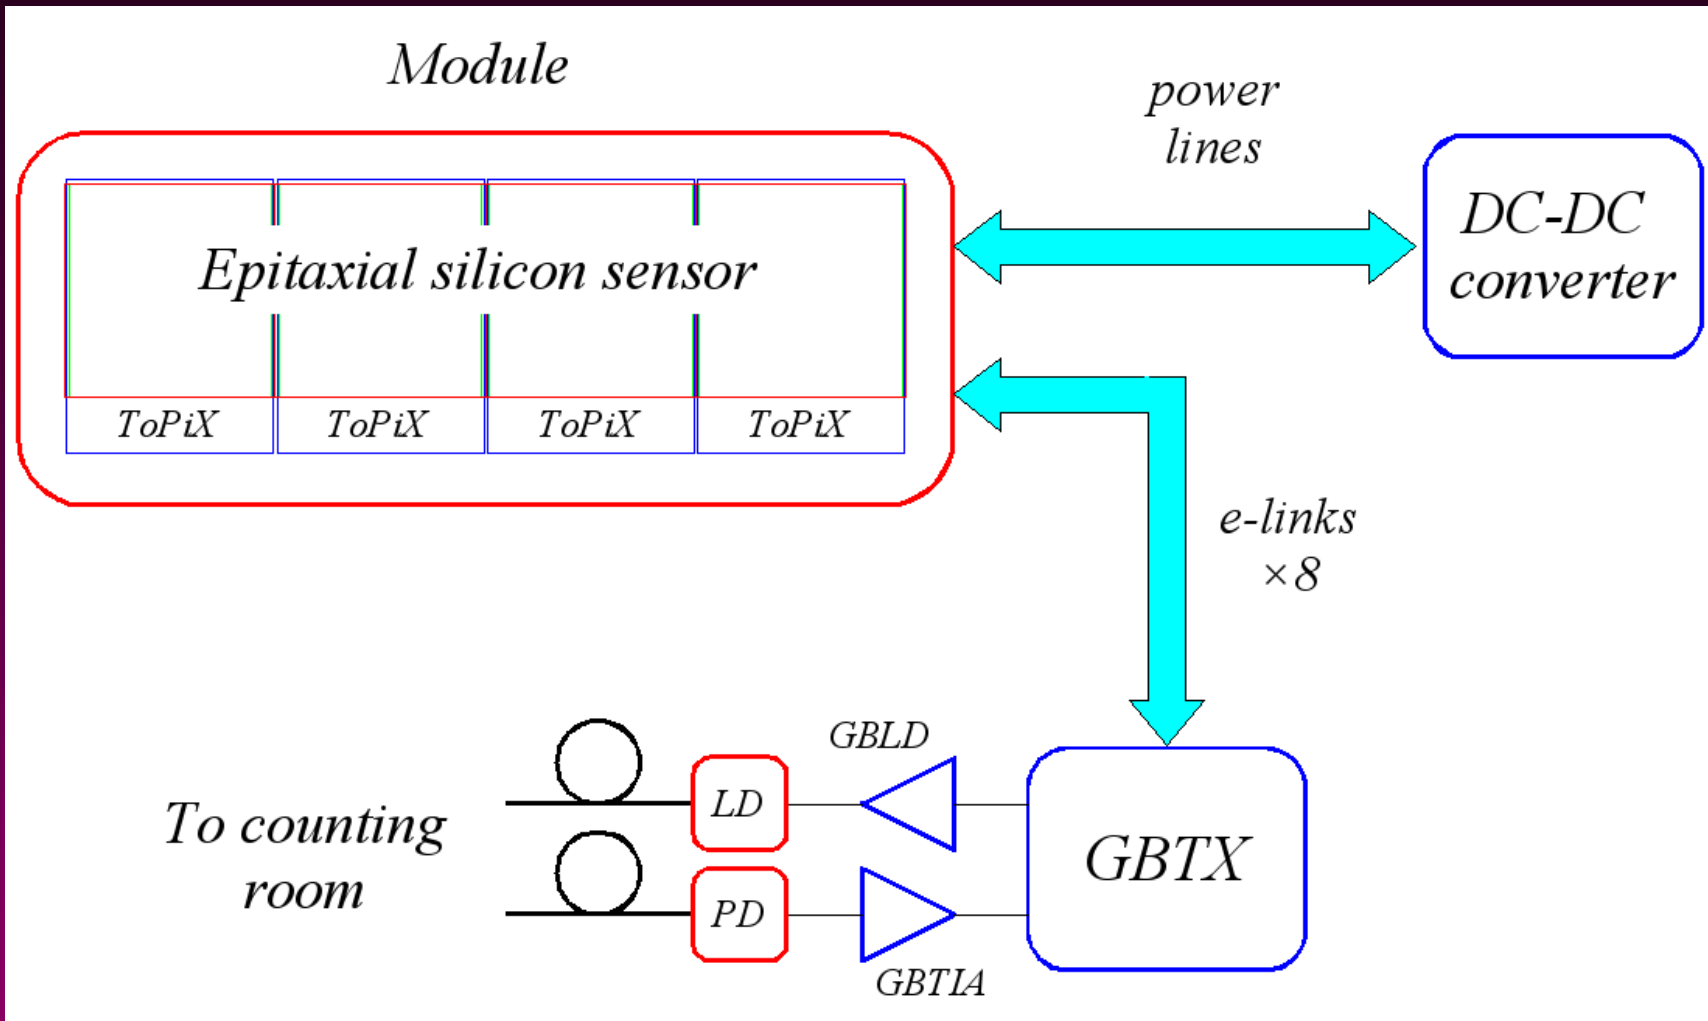 Module
power
lines
DC-DC
converter
Epitaxial silicon sensor
ToPiX ToPiX ToPiX ToPiX
e-links
×8
GBLD
LD
To counting
room
GBTX
PD
GBTIA